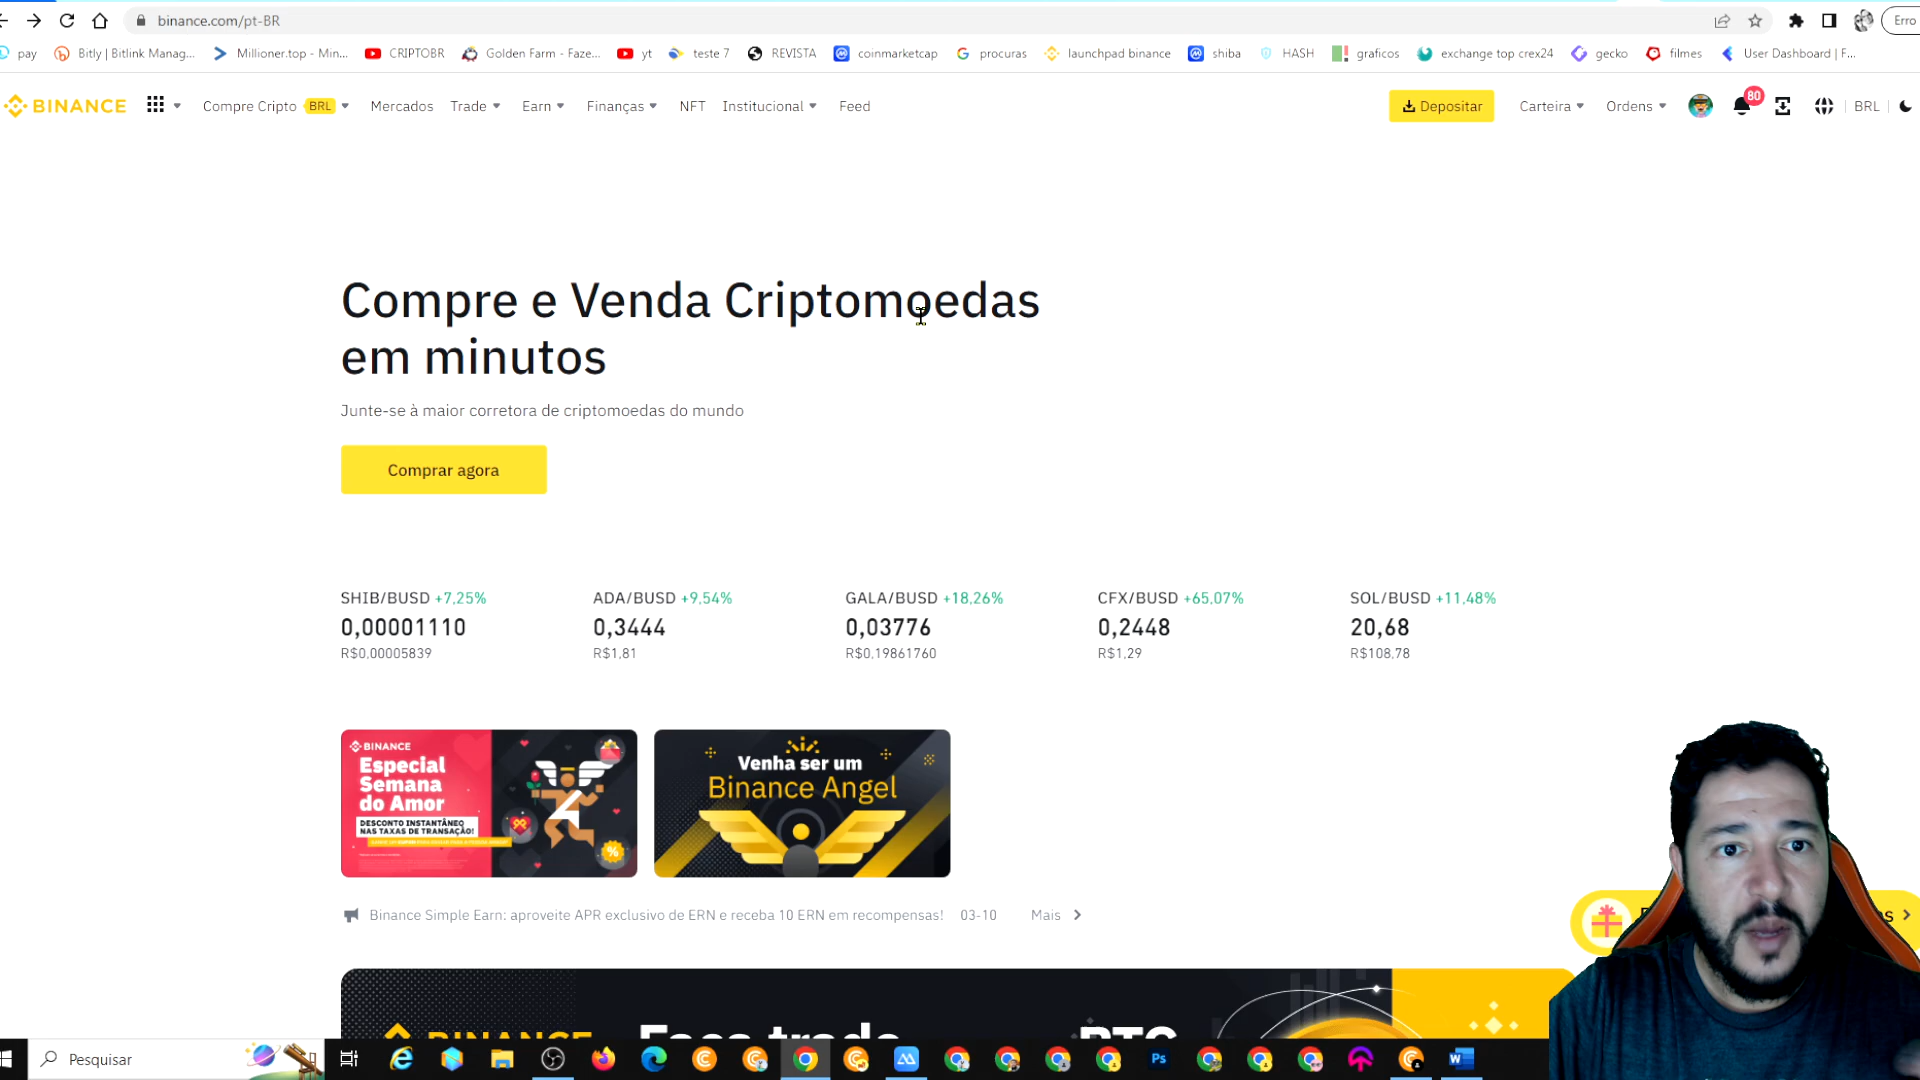 binance.com/pt-BR
Erro
pay
Bitly | Bitlink Manag...
Millioner.top - Min...
CRIPTOBR
Golden Farm - Faze...
yt
teste 7
REVISTA
coinmarketcap
procuras
launchpad binance
shiba
HASH
graficos
exchange top crex24
gecko
filmes
User Dashboard | F...
BINANCE
Compre Cripto BRL
Mercados
Trade
Earn
Finanças
NFT
Institucional
Feed
Depositar
Carteira
Ordens
80
BRL
Compre e Venda Criptomoedas
em minutos
Junte-se à maior corretora de criptomoedas do mundo
Comprar agora
SHIB/BUSD +7,25%
0,00001110
R$0,00005839
ADA/BUSD +9,54%
0,3444
R$1,81
GALA/BUSD +18,26%
0,03776
R$0,19861760
CFX/BUSD +65,07%
0,2448
R$1,29
SOL/BUSD +11,48%
20,68
R$108,78
BINANCE
Especial
Semana
do Amor
DESCONTO INSTANTÂNEO
NAS TAXAS DE TRANSAÇÃO!
Venha ser um
Binance Angel
Binance Simple Earn: aproveite APR exclusivo de ERN e receba 10 ERN em recompensas! 03-10
Mais
BINANCE
Faça trade
BTC
Pesquisar